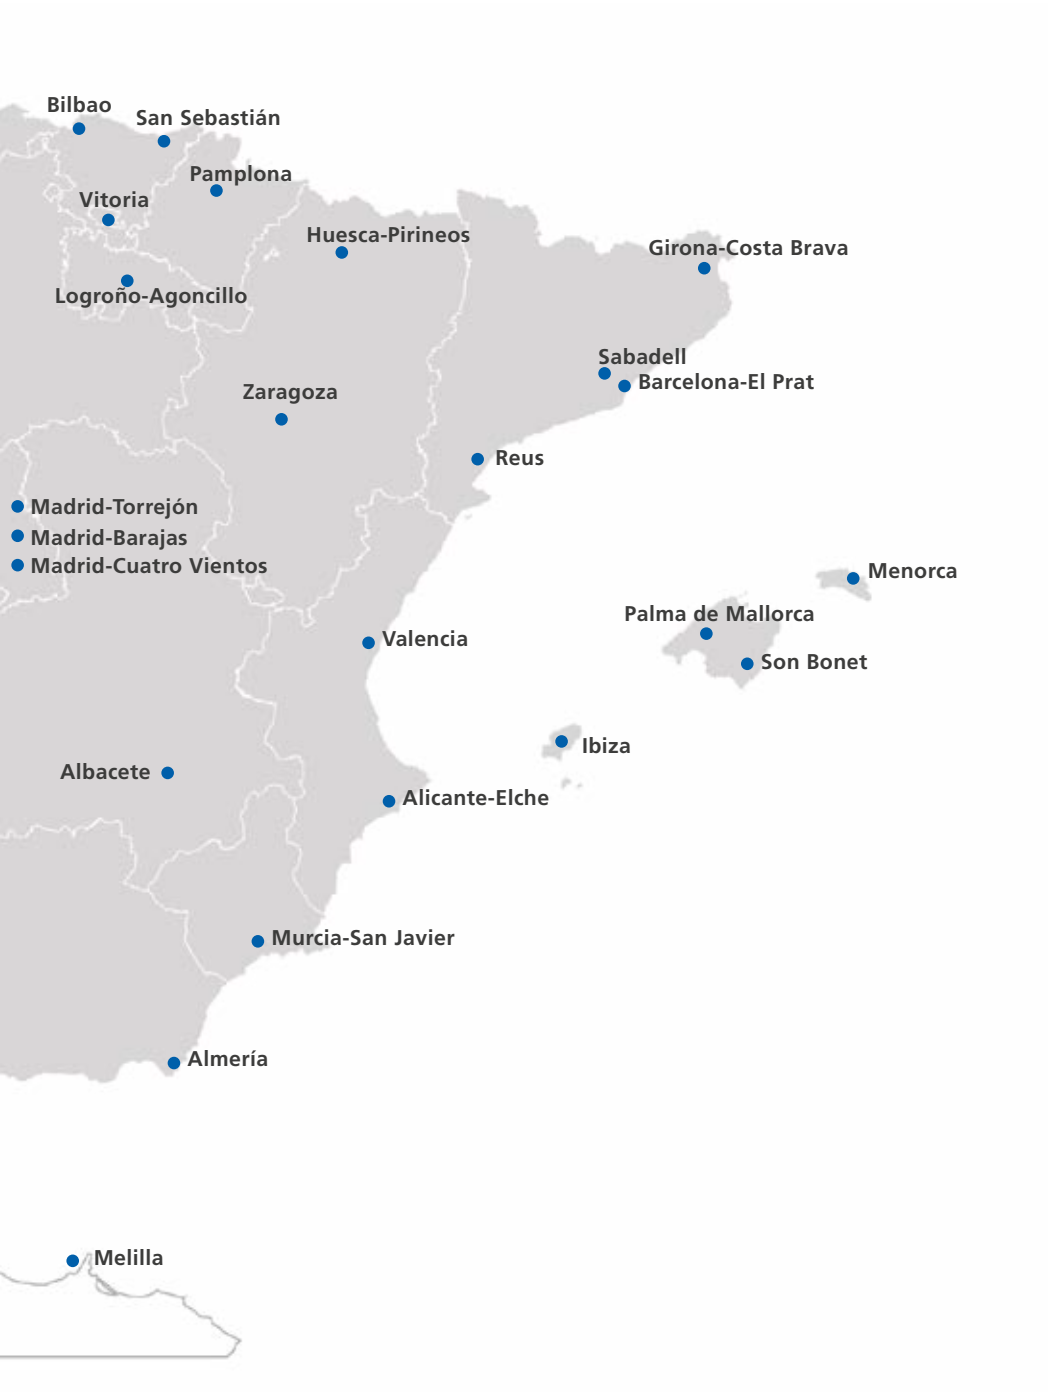 Bilbao
San Sebastián
Pamplona
Vitoria
Huesca-Pirineos
Girona-Costa Brava
Logroño-Agoncillo
Sabadell
Barcelona-El Prat
Zaragoza
Reus
Madrid-Torrejón
Madrid-Barajas
Madrid-Cuatro Vientos
Menorca
Palma de Mallorca
Valencia
Son Bonet
Ibiza
Albacete
Alicante-Elche
Murcia-San Javier
Almería
Melilla